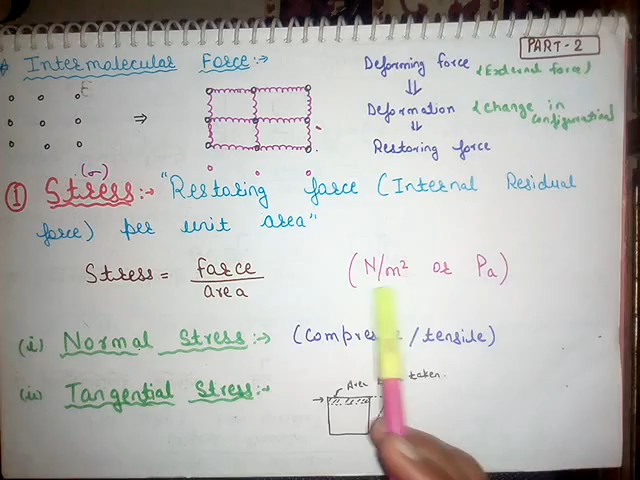 PART-2
Intermolecular Force:→
Deforming force (External force)
⇓
Deformation (change in configuration)
⇓
Restoring force
⇒
(σ)
① Stress:→ "Restoring force (Internal Residual
force) per unit area"
Stress = force / area
(N/m² or Pa)
(i) Normal Stress:→ (Compressive/tensile)
(ii) Tangential Stress:→
Area taken.